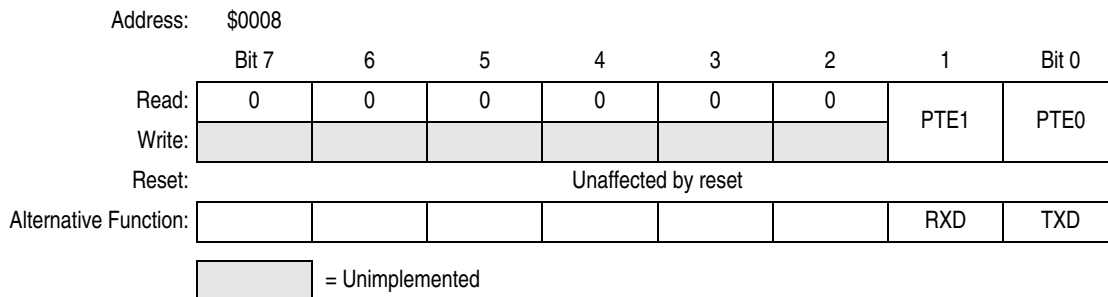 Address: $0008
Bit 7 6 5 4 3 2 1 Bit 0
Read: 0 0 0 0 0 0 PTE1 PTE0
Write:
Reset: Unaffected by reset
Alternative Function: RXD TXD
= Unimplemented